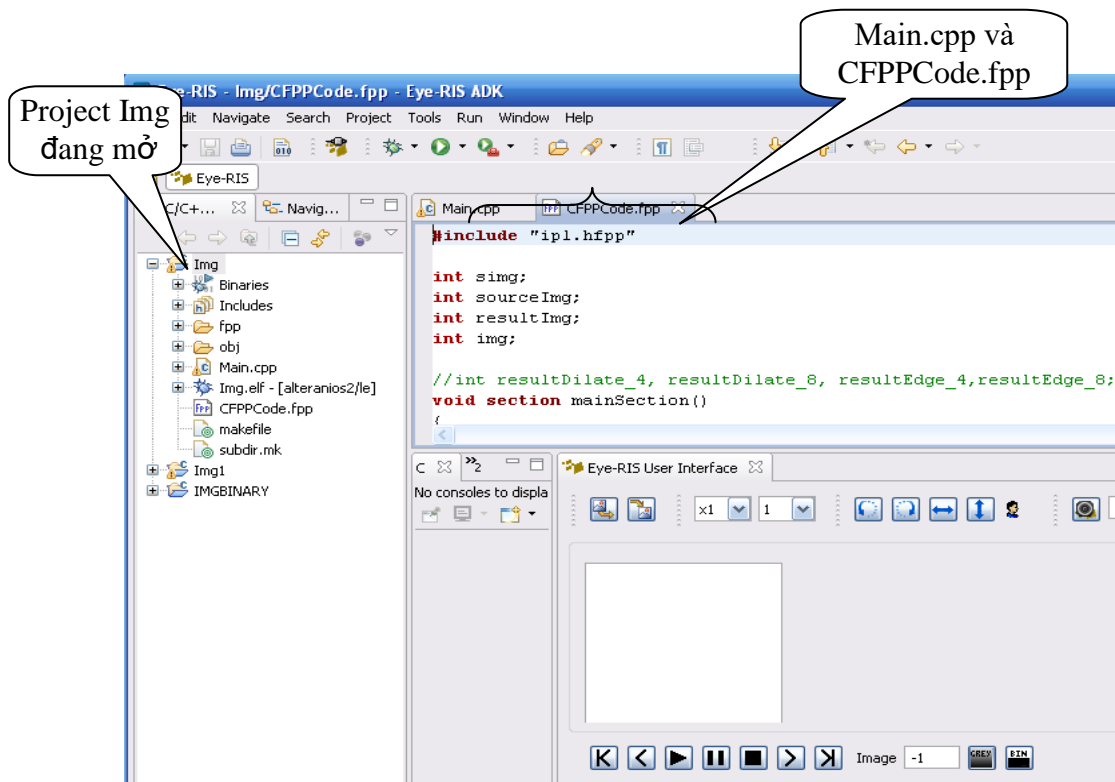 Main.cpp và
CFPPCode.fpp
Project Img
đang mở
Eye-RIS - Img/CFPPCode.fpp - Eye-RIS ADK
Edit Navigate Search Project Tools Run Window Help
Eye-RIS
C/C+... Navig...
Main.cpp CFPPCode.fpp
#include "ipl.hfpp"
int simg;
int sourceImg;
int resultImg;
int img;
//int resultDilate_4, resultDilate_8, resultEdge_4,resultEdge_8;
void section mainSection()
{
Img
Binaries
Includes
fpp
obj
Main.cpp
Img.elf - [alteranios2/le]
CFPPCode.fpp
makefile
subdir.mk
Img1
IMGBINARY
C »2
No consoles to displa
Eye-RIS User Interface
x1 1
Image -1 GREY BIN